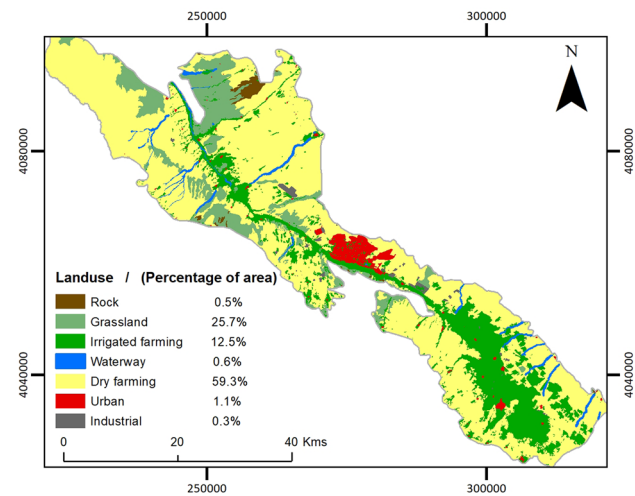 250000 300000
N
4080000 4080000
Landuse / (Percentage of area)
Rock 0.5%
Grassland 25.7%
Irrigated farming 12.5%
Waterway 0.6%
Dry farming 59.3%
Urban 1.1%
Industrial 0.3%
4040000 4040000
0 20 40 Kms
250000 300000